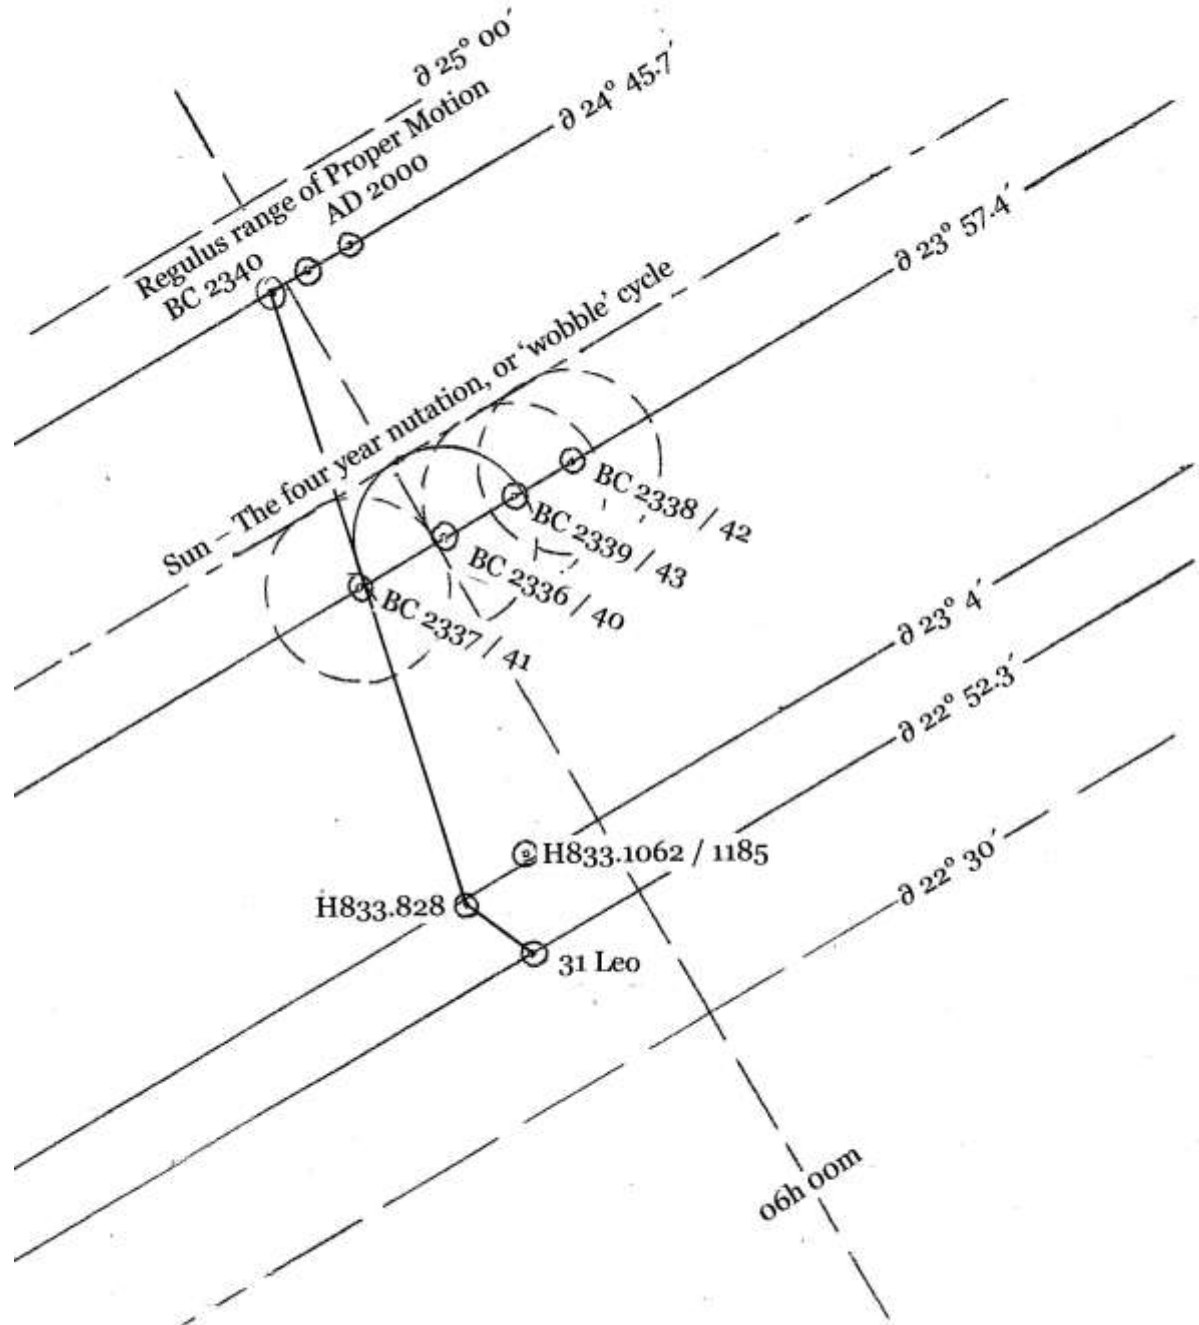 ∂ 25° 00′
∂ 24° 45.7′
Regulus range of Proper Motion
AD 2000
BC 2340
∂ 23° 57.4′
Sun – The four year nutation, or ‘wobble’ cycle
BC 2338 / 42
BC 2339 / 43
BC 2336 / 40
BC 2337 / 41
∂ 23° 4′
∂ 22° 52.3′
∂ 22° 30′
H833.1062 / 1185
H833.828
31 Leo
06h 00m